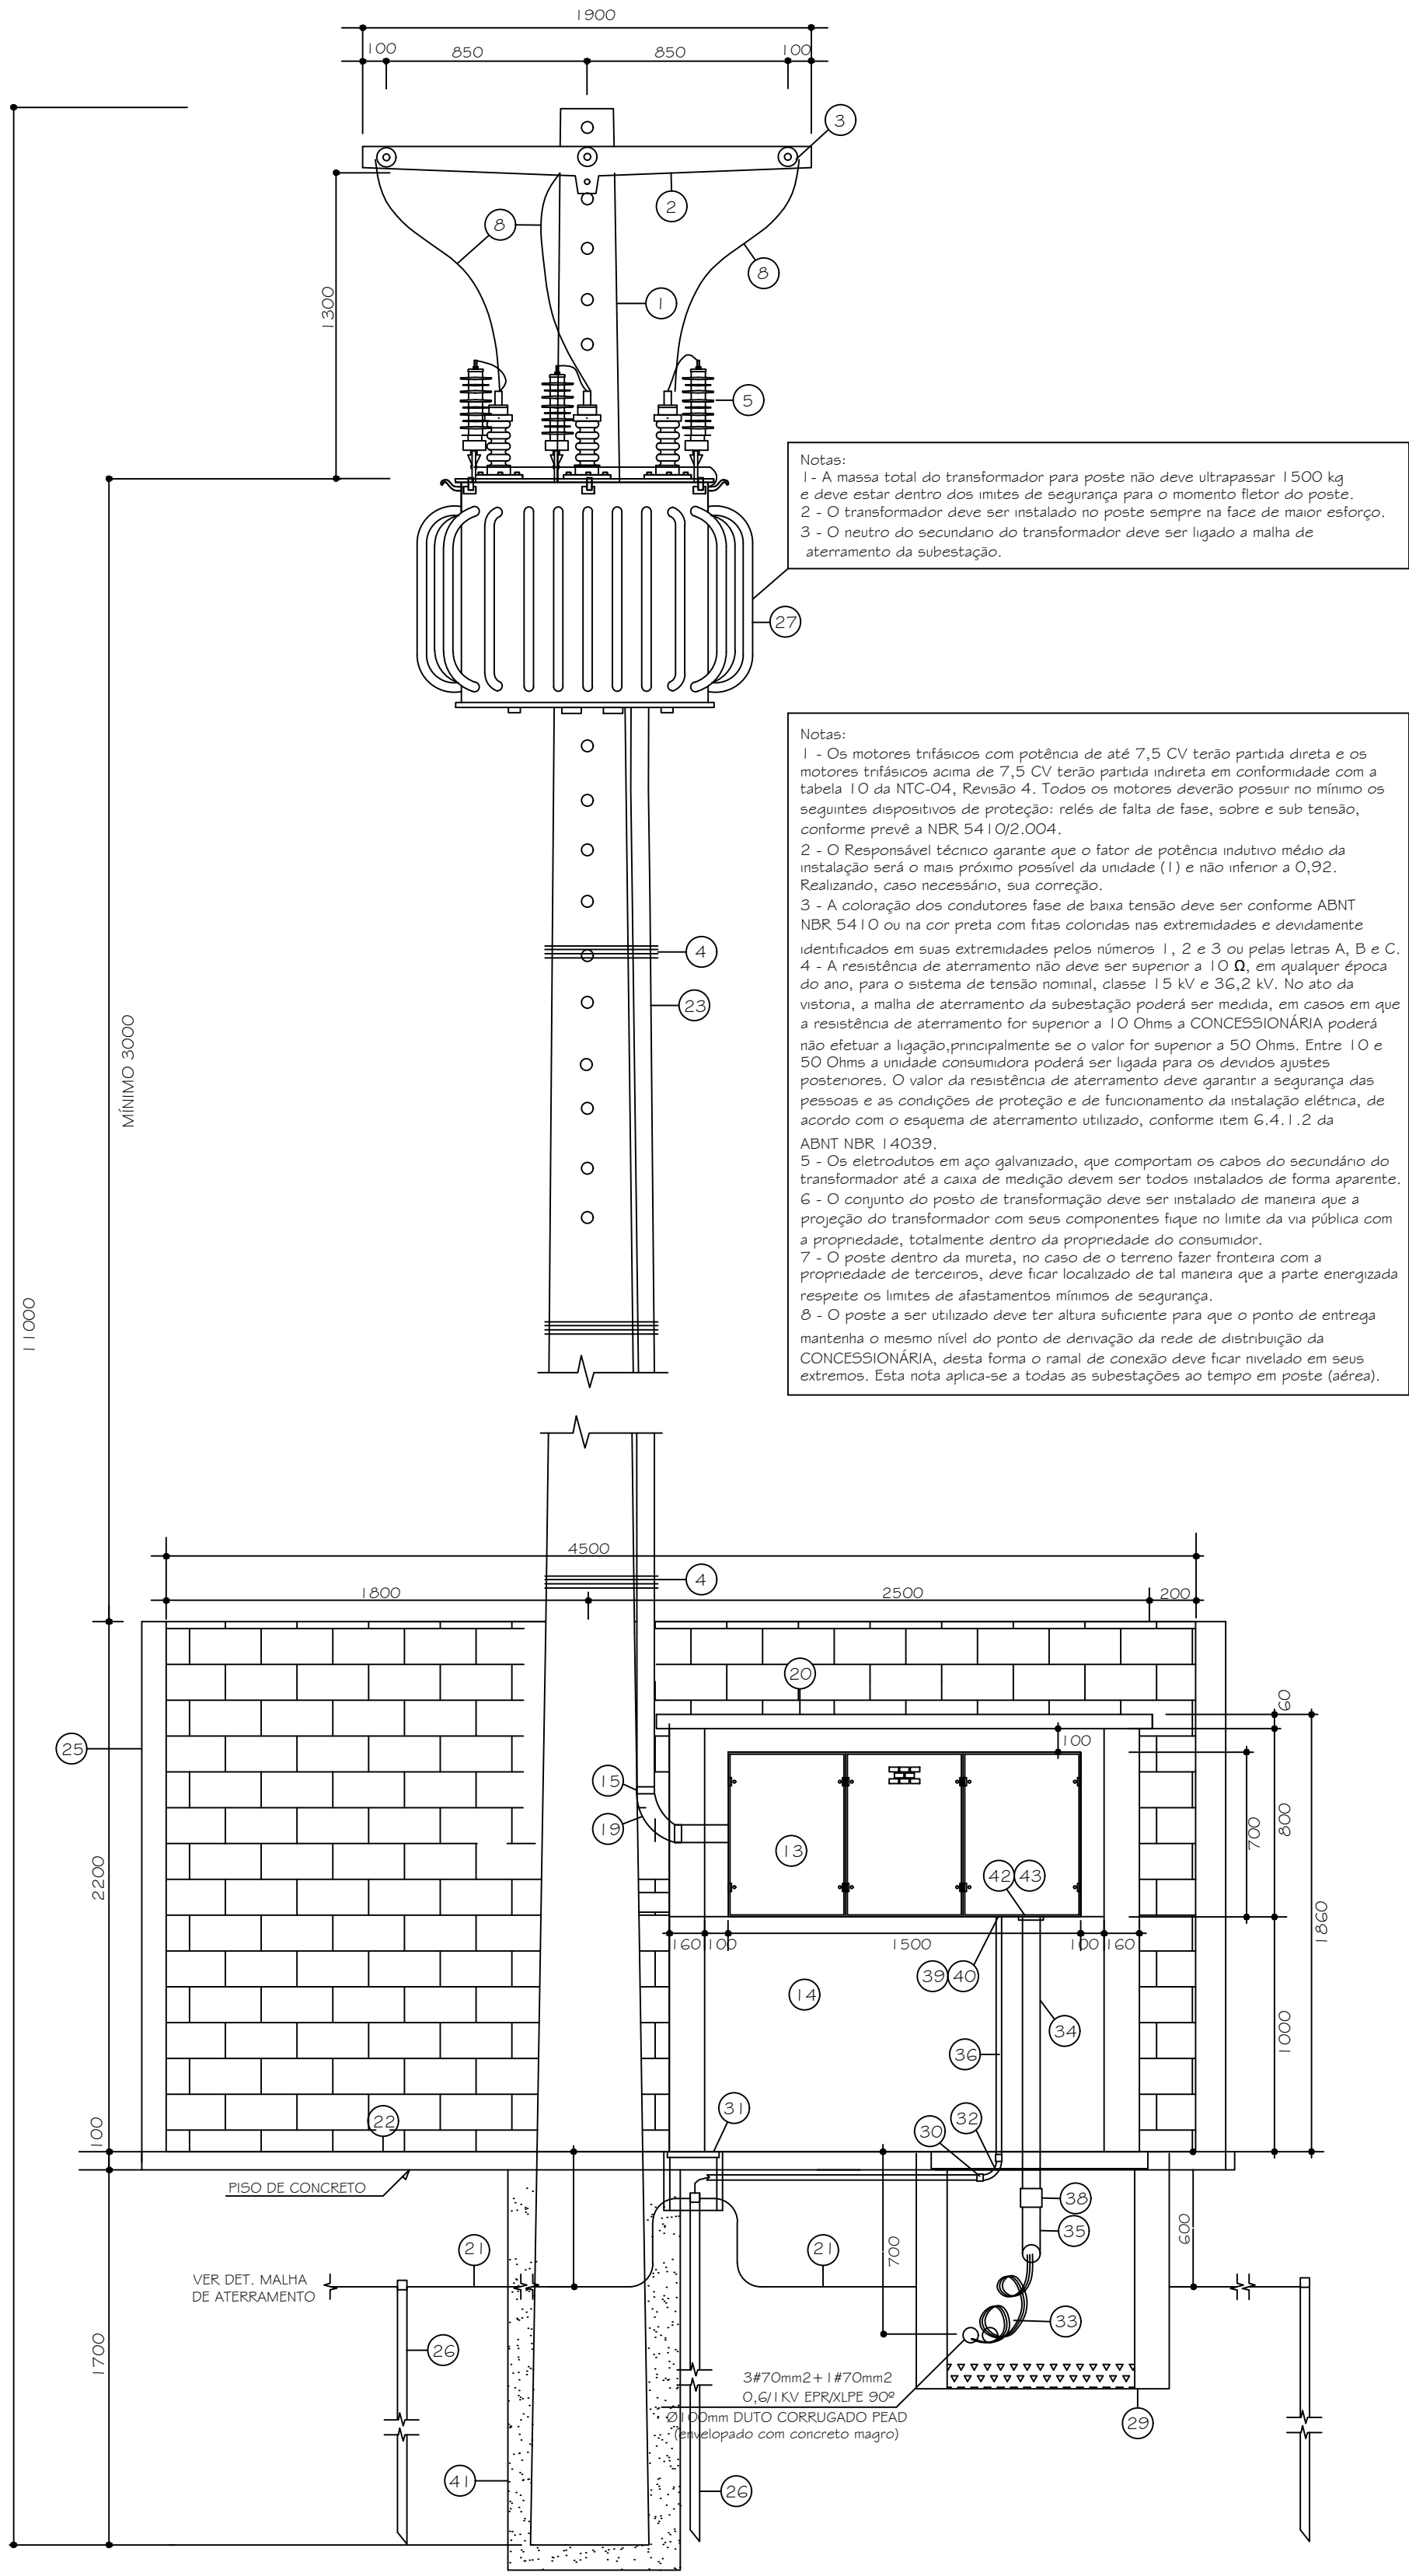 1900
100
850
850
100
3
2
8
8
1
1300
5
Notas:
1- A massa total do transformador para poste não deve ultrapassar 1500 kg
e deve estar dentro dos imites de segurança para o momento fletor do poste.
2 - O transformador deve ser instalado no poste sempre na face de maior esforço.
3 - O neutro do secundario do transformador deve ser ligado a malha de
aterramento da subestação.
27
Notas:
1 - Os motores trifásicos com potência de até 7,5 CV terão partida direta e os
motores trifásicos acima de 7,5 CV terão partida indireta em conformidade com a
tabela 10 da NTC-04, Revisão 4. Todos os motores deverão possuir no mínimo os
seguintes dispositivos de proteção: relés de falta de fase, sobre e sub tensão,
conforme prevê a NBR 5410/2.004.
2 - O Responsável técnico garante que o fator de potência indutivo médio da
instalação será o mais próximo possível da unidade (1) e não inferior a 0,92.
Realizando, caso necessário, sua correção.
3 - A coloração dos condutores fase de baixa tensão deve ser conforme ABNT
NBR 5410 ou na cor preta com fitas coloridas nas extremidades e devidamente
identificados em suas extremidades pelos números 1, 2 e 3 ou pelas letras A, B e C.
4 - A resistência de aterramento não deve ser superior a 10 Ω, em qualquer época
do ano, para o sistema de tensão nominal, classe 15 kV e 36,2 kV. No ato da
vistoria, a malha de aterramento da subestação poderá ser medida, em casos em que
a resistência de aterramento for superior a 10 Ohms a CONCESSIONÁRIA poderá
não efetuar a ligação,principalmente se o valor for superior a 50 Ohms. Entre 10 e
50 Ohms a unidade consumidora poderá ser ligada para os devidos ajustes
posteriores. O valor da resistência de aterramento deve garantir a segurança das
pessoas e as condições de proteção e de funcionamento da instalação elétrica, de
acordo com o esquema de aterramento utilizado, conforme item 6.4.1.2 da
ABNT NBR 14039.
5 - Os eletrodutos em aço galvanizado, que comportam os cabos do secundário do
transformador até a caixa de medição devem ser todos instalados de forma aparente.
6 - O conjunto do posto de transformação deve ser instalado de maneira que a
projeção do transformador com seus componentes fique no limite da via pública com
a propriedade, totalmente dentro da propriedade do consumidor.
7 - O poste dentro da mureta, no caso de o terreno fazer fronteira com a
propriedade de terceiros, deve ficar localizado de tal maneira que a parte energizada
respeite os limites de afastamentos mínimos de segurança.
8 - O poste a ser utilizado deve ter altura suficiente para que o ponto de entrega
mantenha o mesmo nível do ponto de derivação da rede de distribuição da
CONCESSIONÁRIA, desta forma o ramal de conexão deve ficar nivelado em seus
extremos. Esta nota aplica-se a todas as subestações ao tempo em poste (aérea).
4
23
MÍNIMO 3000
11000
4500
4
1800
2500
200
20
60
25
100
15
19
13
700
800
42
43
2200
1860
160
100
1500
100
160
39
40
14
34
36
1000
31
32
30
22
100
PISO DE CONCRETO
38
35
600
700
21
21
VER DET. MALHA
DE ATERRAMENTO
33
26
1700
3#70mm2+1#70mm2
0,6/1KV EPR/XLPE 90º
Ø100mm DUTO CORRUGADO PEAD
(envelopado com concreto magro)
29
41
26